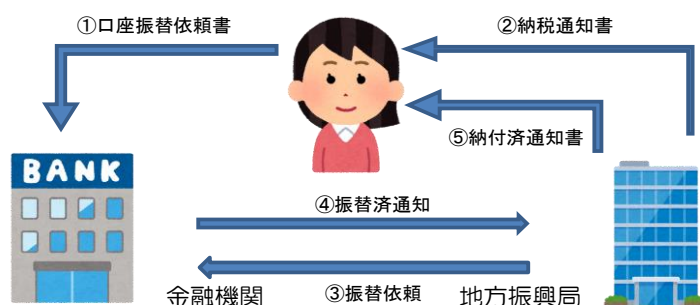 ①口座振替依頼書
②納税通知書
⑤納付済通知書
BANK
④振替済通知
金融機関
③振替依頼
地方振興局